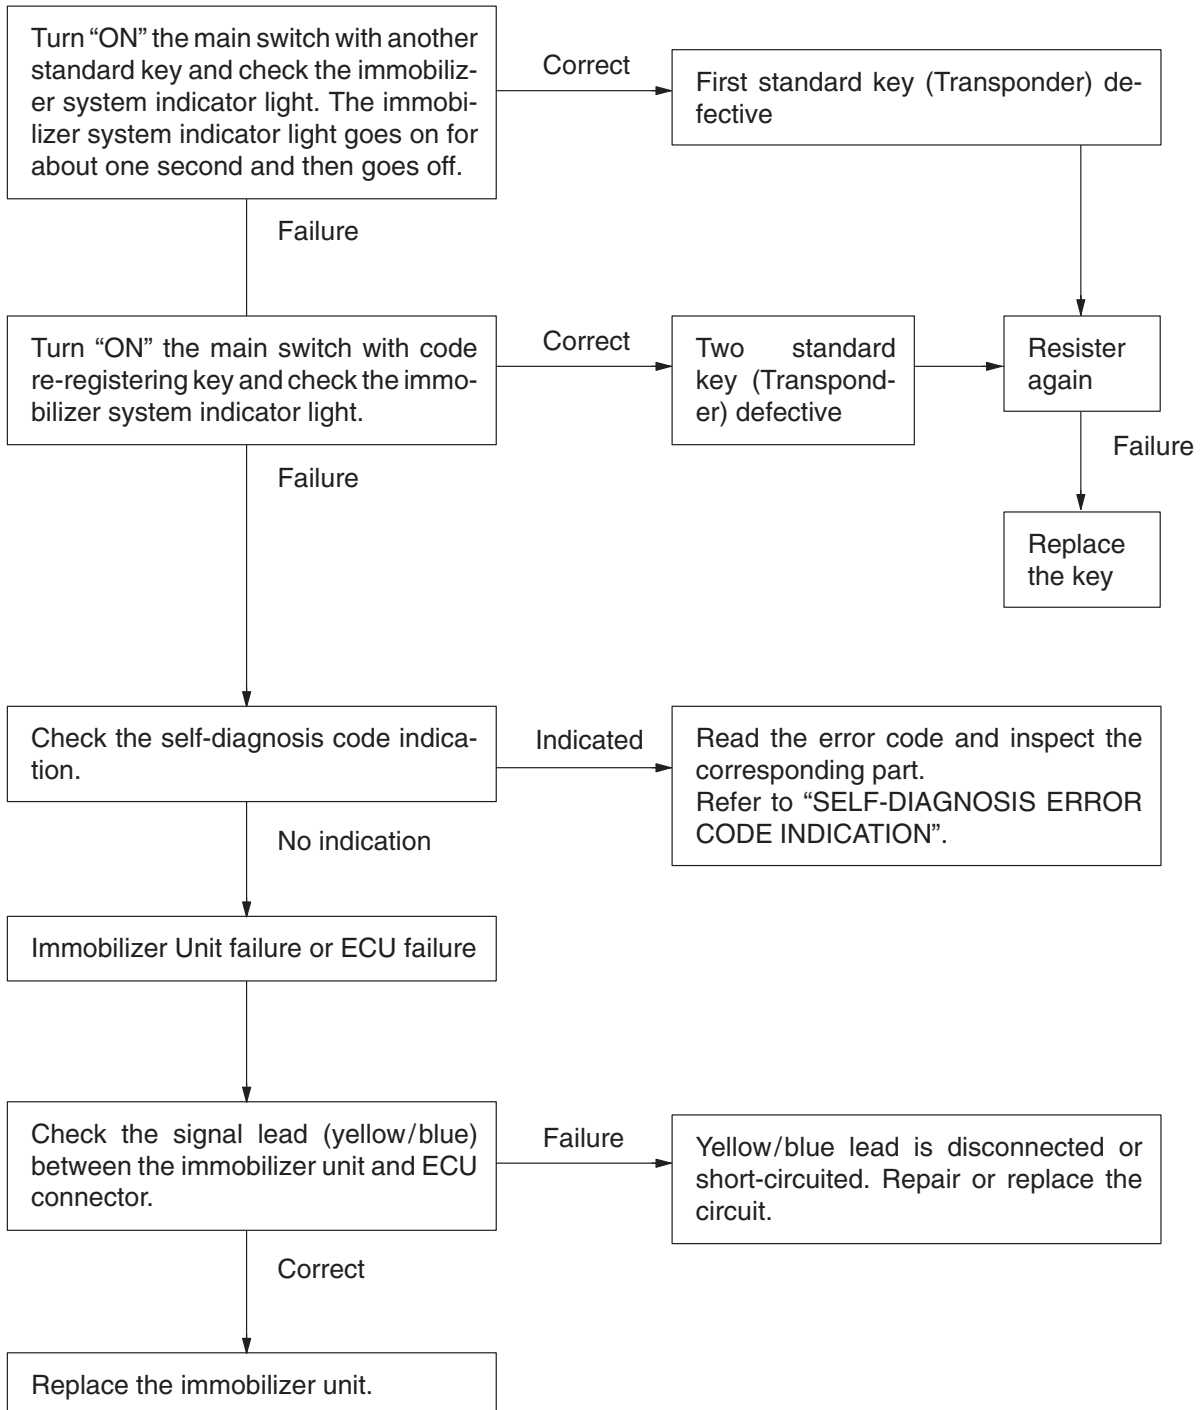 Turn “ON” the main switch with another
standard key and check the immobiliz-
er system indicator light. The immobi-
lizer system indicator light goes on for
about one second and then goes off.
Correct
First standard key (Transponder) de-
fective
Failure
Turn “ON” the main switch with code
re-registering key and check the immo-
bilizer system indicator light.
Correct
Two standard
key (Transpond-
er) defective
Resister
again
Failure
Failure
Replace
the key
Check the self-diagnosis code indica-
tion.
Indicated
Read the error code and inspect the
corresponding part.
Refer to “SELF-DIAGNOSIS ERROR
CODE INDICATION”.
No indication
Immobilizer Unit failure or ECU failure
Check the signal lead (yellow/blue)
between the immobilizer unit and ECU
connector.
Failure
Yellow/blue lead is disconnected or
short-circuited. Repair or replace the
circuit.
Correct
Replace the immobilizer unit.